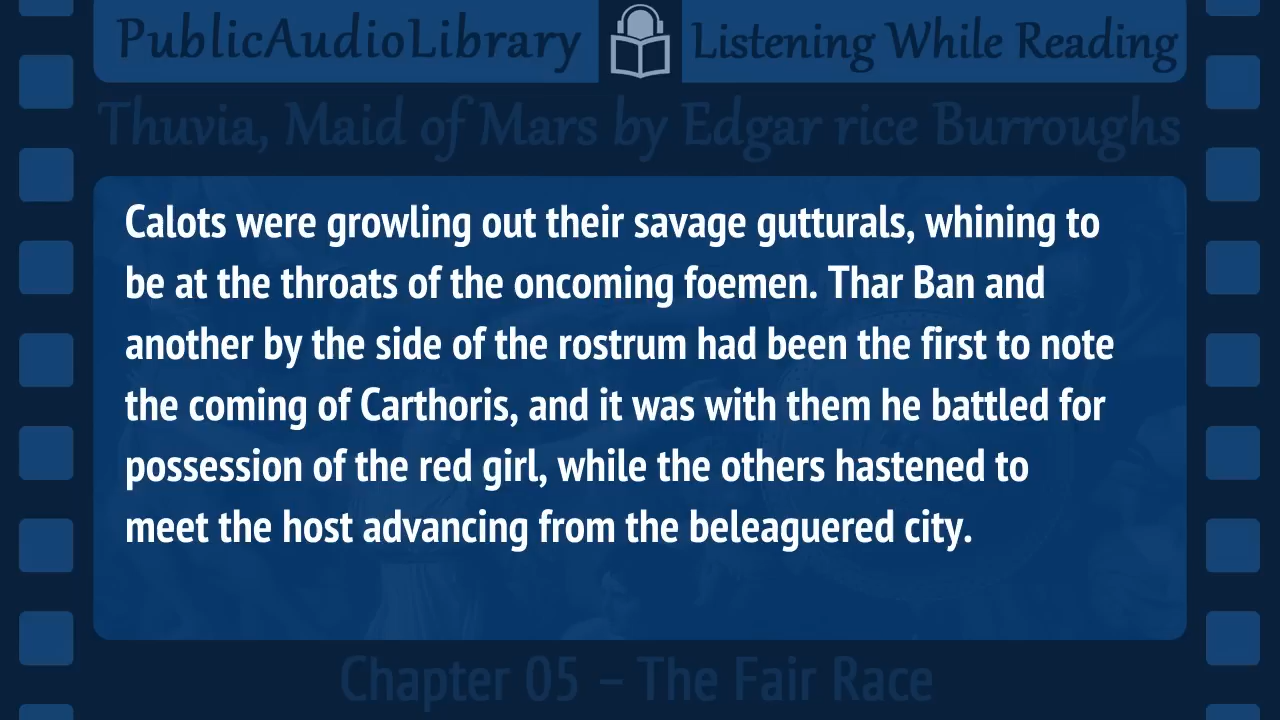 PublicAudioLibrary Listening While Reading
Thuvia, Maid of Mars by Edgar rice Burroughs
Calots were growling out their savage gutturals, whining to
be at the throats of the oncoming foemen. Thar Ban and
another by the side of the rostrum had been the first to note
the coming of Carthoris, and it was with them he battled for
possession of the red girl, while the others hastened to
meet the host advancing from the beleaguered city.
Chapter 05 – The Fair Race